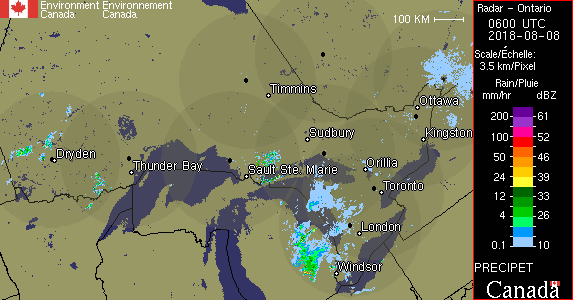 Environment Environnement
Canada Canada
100 KM
Timmins
Ottawa
Sudbury
Kingston
Dryden
Thunder Bay
Sault Ste. Marie
Orillia
Toronto
London
Windsor
Radar - Ontario
0600 UTC
2018-08-08
Scale/Échelle:
3.5 km/Pixel
Rain/Pluie
mm/hr dBZ
200 61
100 52
50 46
24 39
12 33
4 26
0.1 10
PRECIPET
Canada